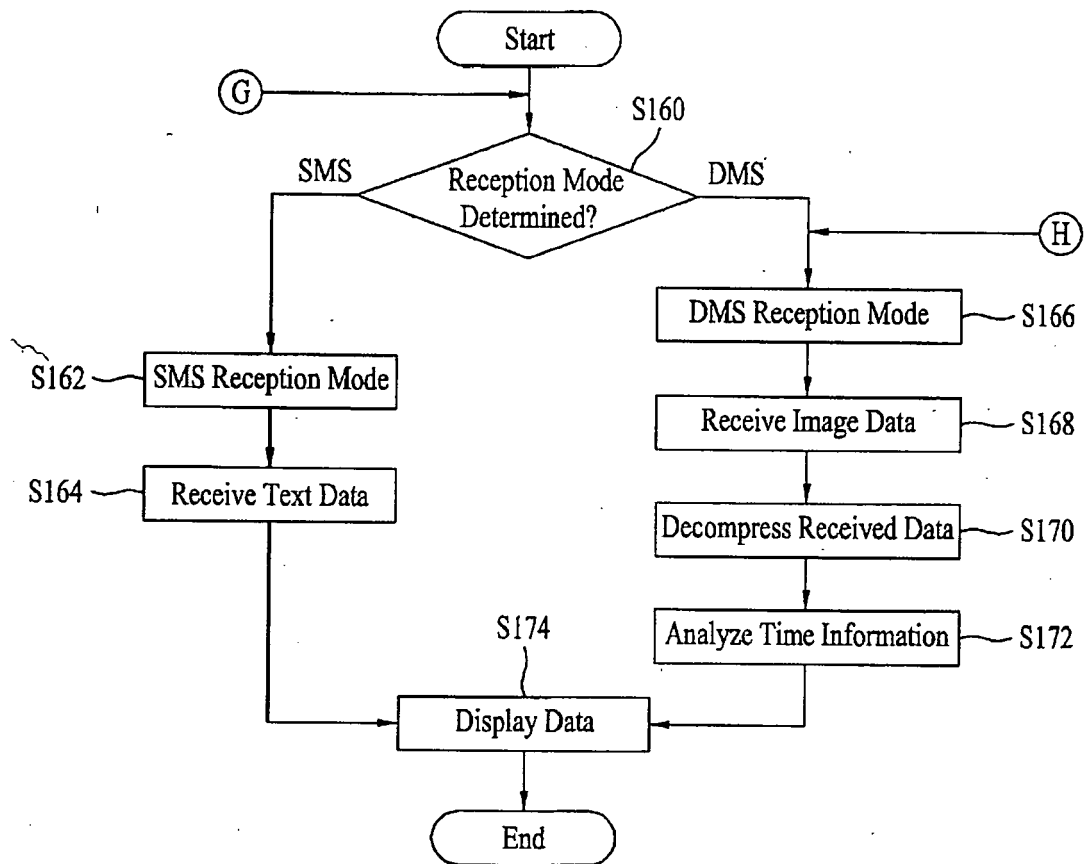 Start
G
S160
SMS
Reception Mode
Determined?
DMS
H
DMS Reception Mode
S166
S162
SMS Reception Mode
Receive Image Data
S168
S164
Receive Text Data
Decompress Received Data
S170
Analyze Time Information
S172
S174
Display Data
End